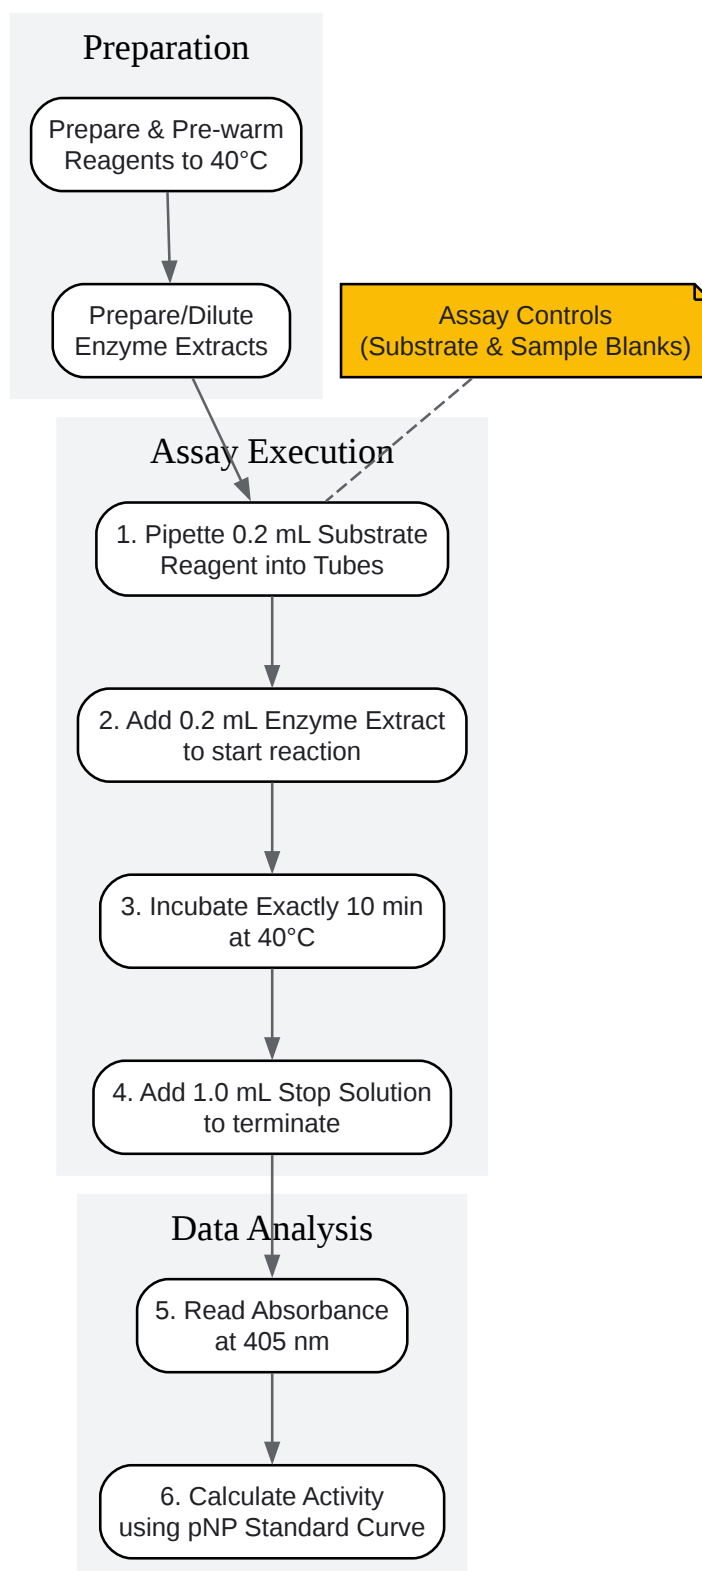 Preparation
Prepare & Pre-warm
Reagents to 40°C
Prepare/Dilute
Enzyme Extracts
Assay Controls
(Substrate & Sample Blanks)
Assay Execution
1. Pipette 0.2 mL Substrate
Reagent into Tubes
2. Add 0.2 mL Enzyme Extract
to start reaction
3. Incubate Exactly 10 min
at 40°C
4. Add 1.0 mL Stop Solution
to terminate
Data Analysis
5. Read Absorbance
at 405 nm
6. Calculate Activity
using pNP Standard Curve